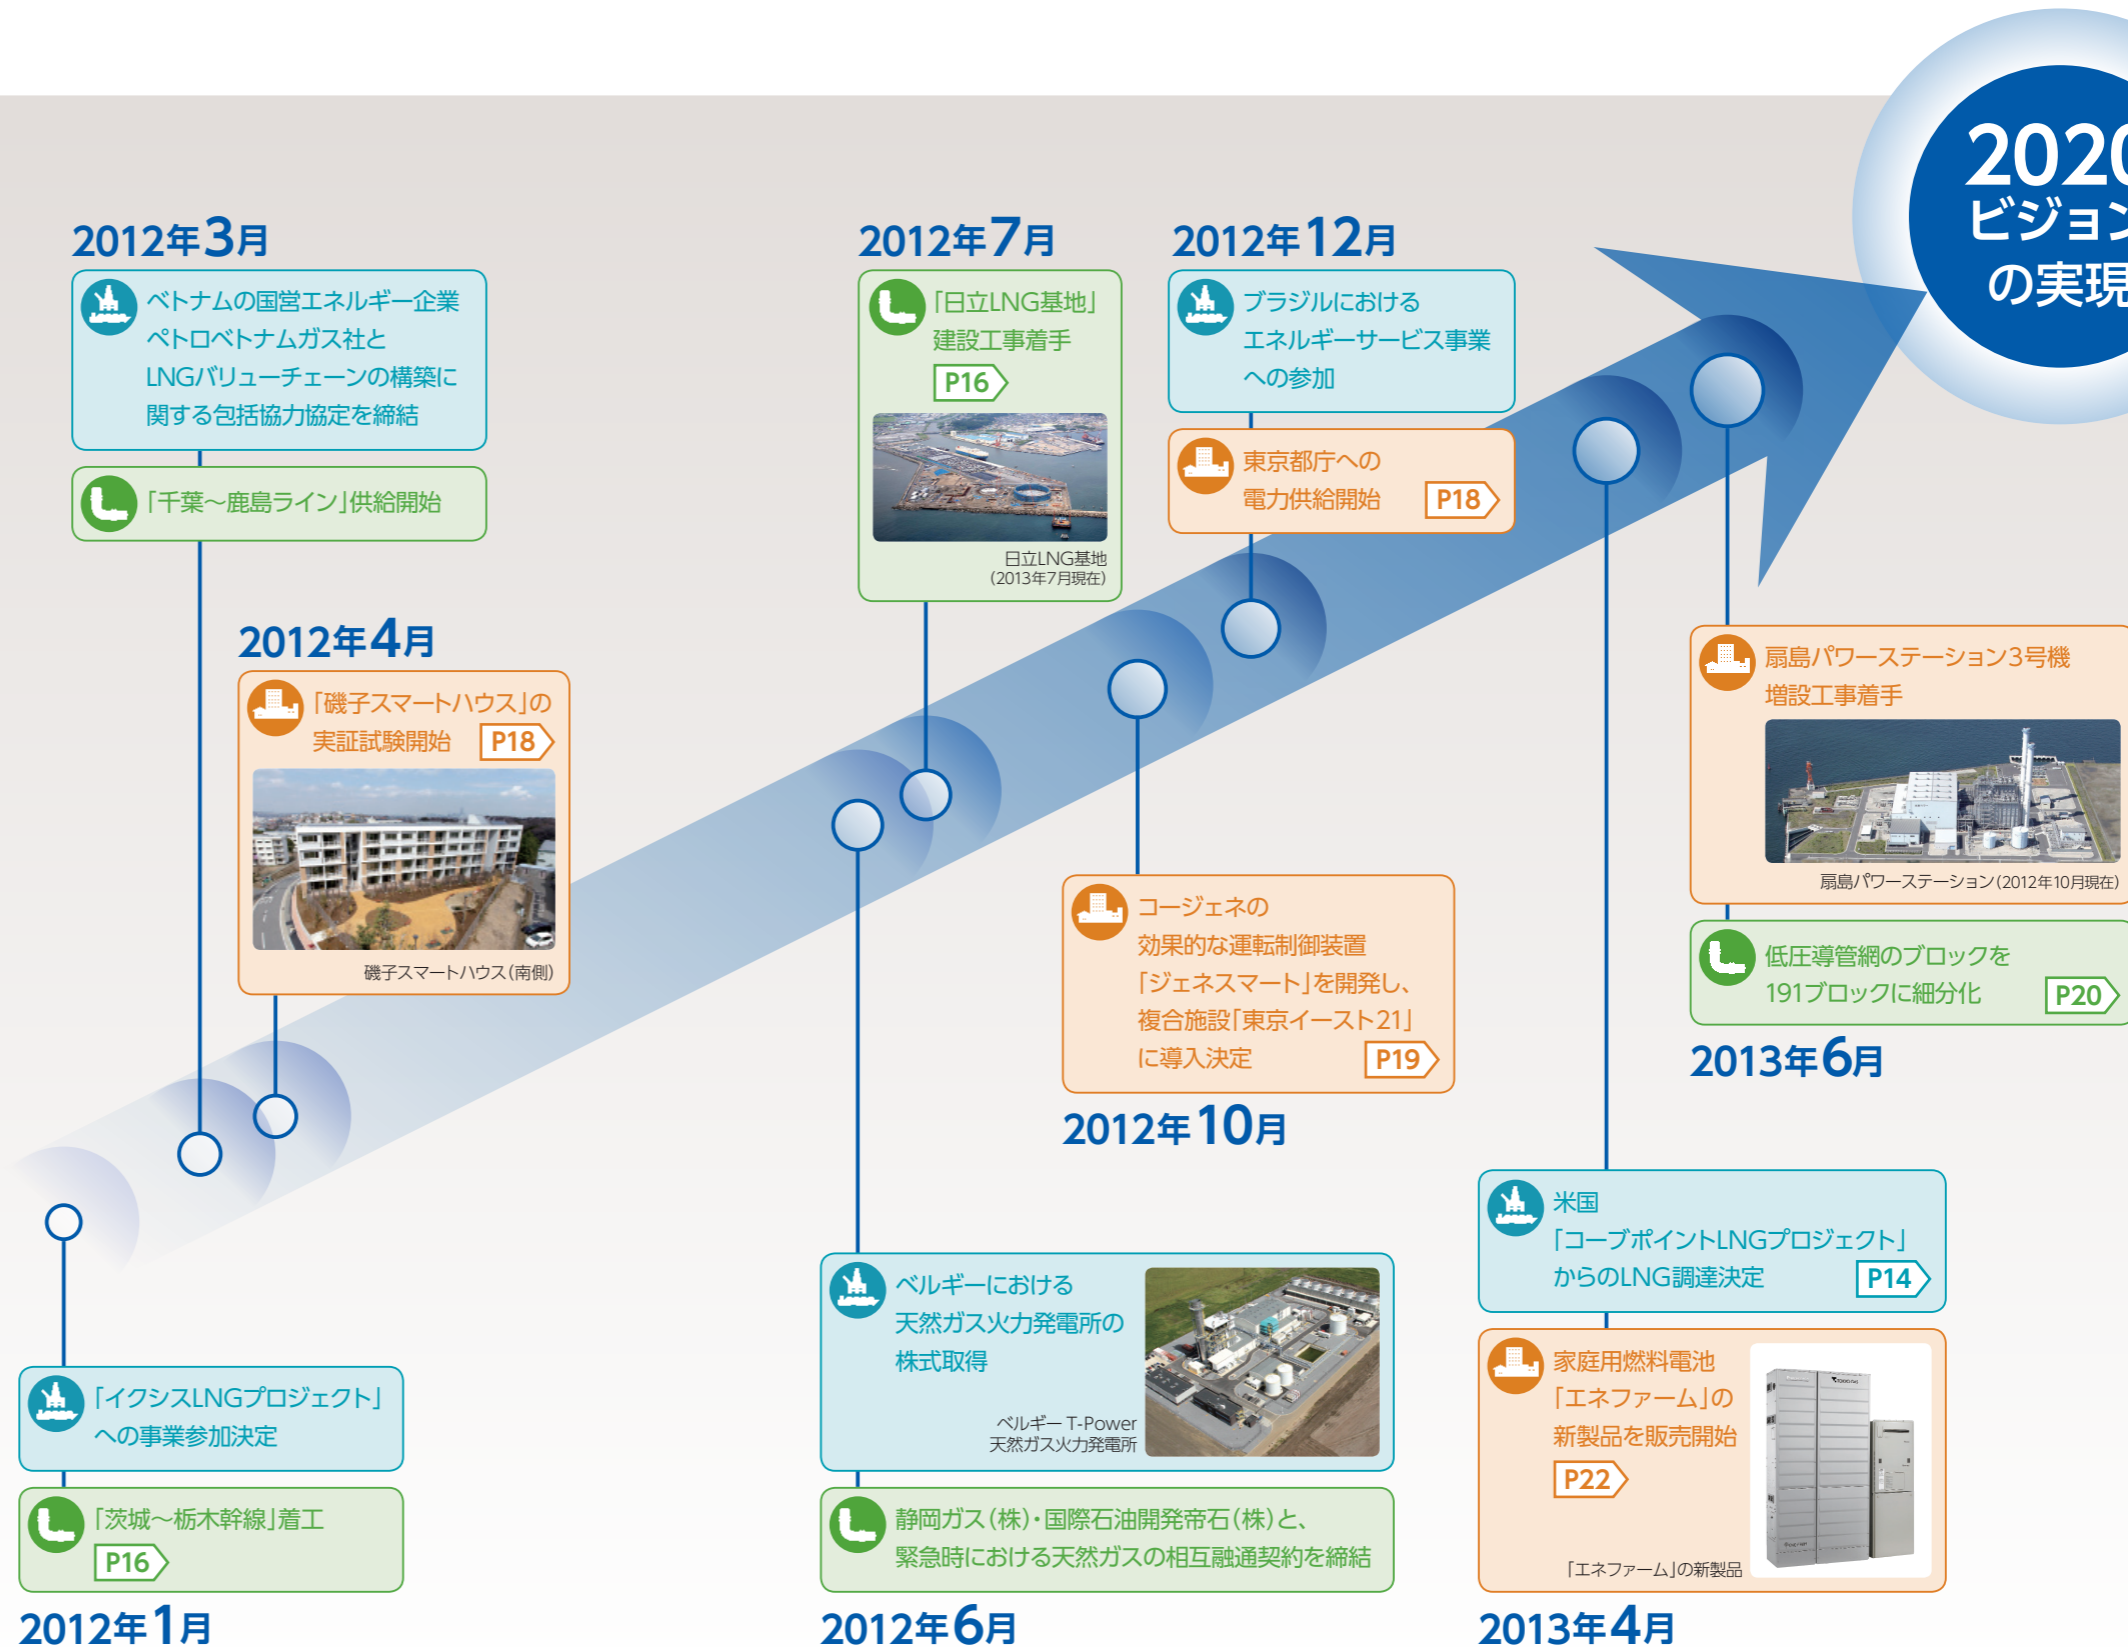 2020
ビジョン
の実現
2012年3月
ベトナムの国営エネルギー企業
ペトロベトナムガス社と
LNGバリューチェーンの構築に
関する包括協力協定を締結
「千葉～鹿島ライン」供給開始
2012年4月
「磯子スマートハウス」の
実証試験開始 P18
磯子スマートハウス(南側)
2012年7月
「日立LNG基地」
建設工事着手
P16
日立LNG基地
(2013年7月現在)
2012年12月
ブラジルにおける
エネルギーサービス事業
への参加
東京都庁への
電力供給開始 P18
扇島パワーステーション3号機
増設工事着手
扇島パワーステーション(2012年10月現在)
低圧導管網のブロックを
191ブロックに細分化 P20
2013年6月
コージェネの
効果的な運転制御装置
「ジェネスマート」を開発し、
複合施設「東京イースト21」
に導入決定 P19
2012年10月
「イクシスLNGプロジェクト」
への事業参加決定
「茨城～栃木幹線」着工
P16
2012年1月
ベルギーにおける
天然ガス火力発電所の
株式取得
ベルギー T-Power
天然ガス火力発電所
静岡ガス(株)・国際石油開発帝石(株)と、
緊急時における天然ガスの相互融通契約を締結
2012年6月
米国
「コーブポイントLNGプロジェクト」
からのLNG調達決定 P14
家庭用燃料電池
「エネファーム」の
新製品を販売開始
P22
「エネファーム」の新製品
2013年4月